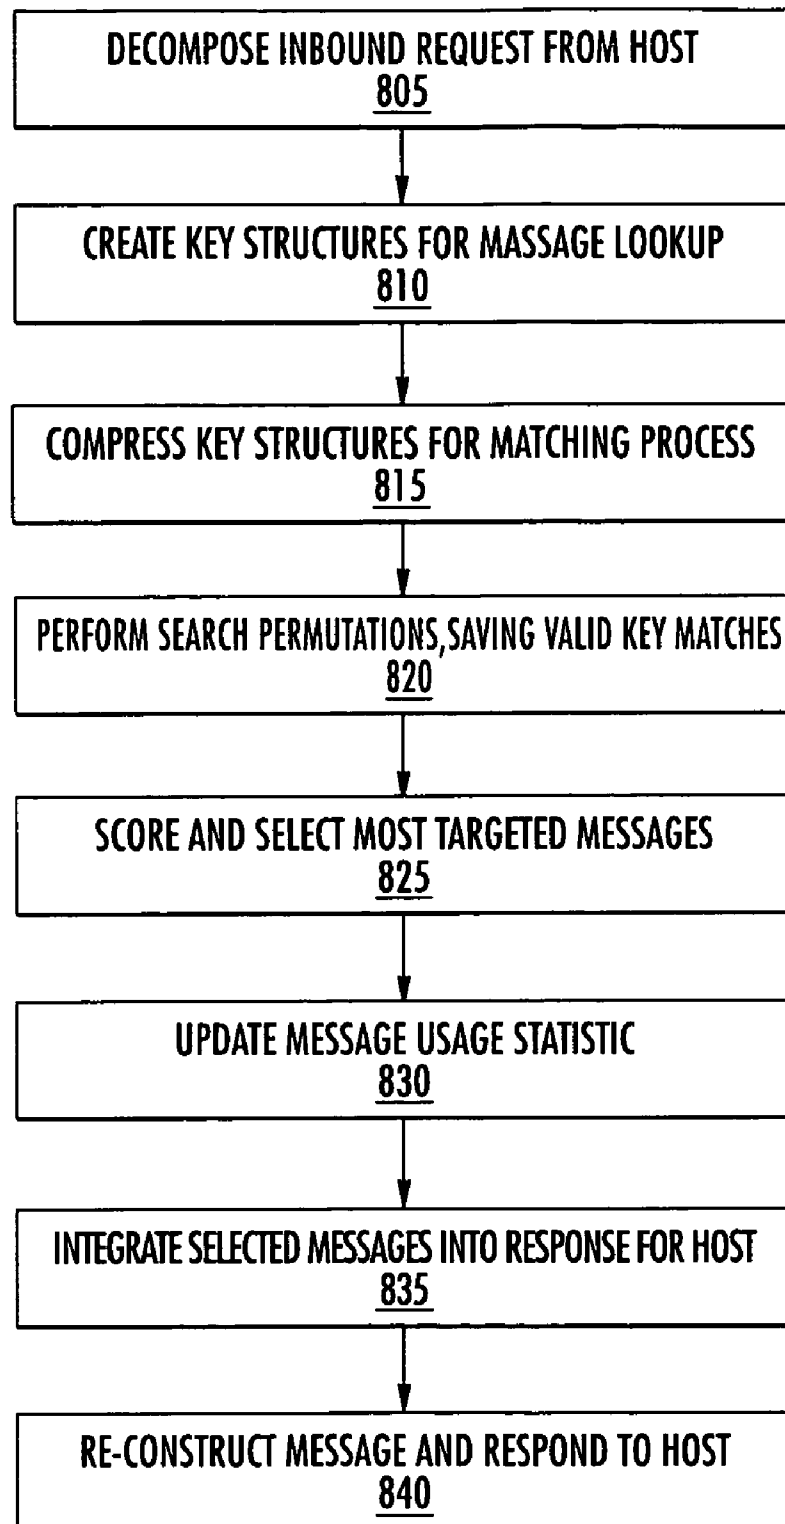 DECOMPOSE INBOUND REQUEST FROM HOST
805
CREATE KEY STRUCTURES FOR MASSAGE LOOKUP
810
COMPRESS KEY STRUCTURES FOR MATCHING PROCESS
815
PERFORM SEARCH PERMUTATIONS, SAVING VALID KEY MATCHES
820
SCORE AND SELECT MOST TARGETED MESSAGES
825
UPDATE MESSAGE USAGE STATISTIC
830
INTEGRATE SELECTED MESSAGES INTO RESPONSE FOR HOST
835
RE-CONSTRUCT MESSAGE AND RESPOND TO HOST
840